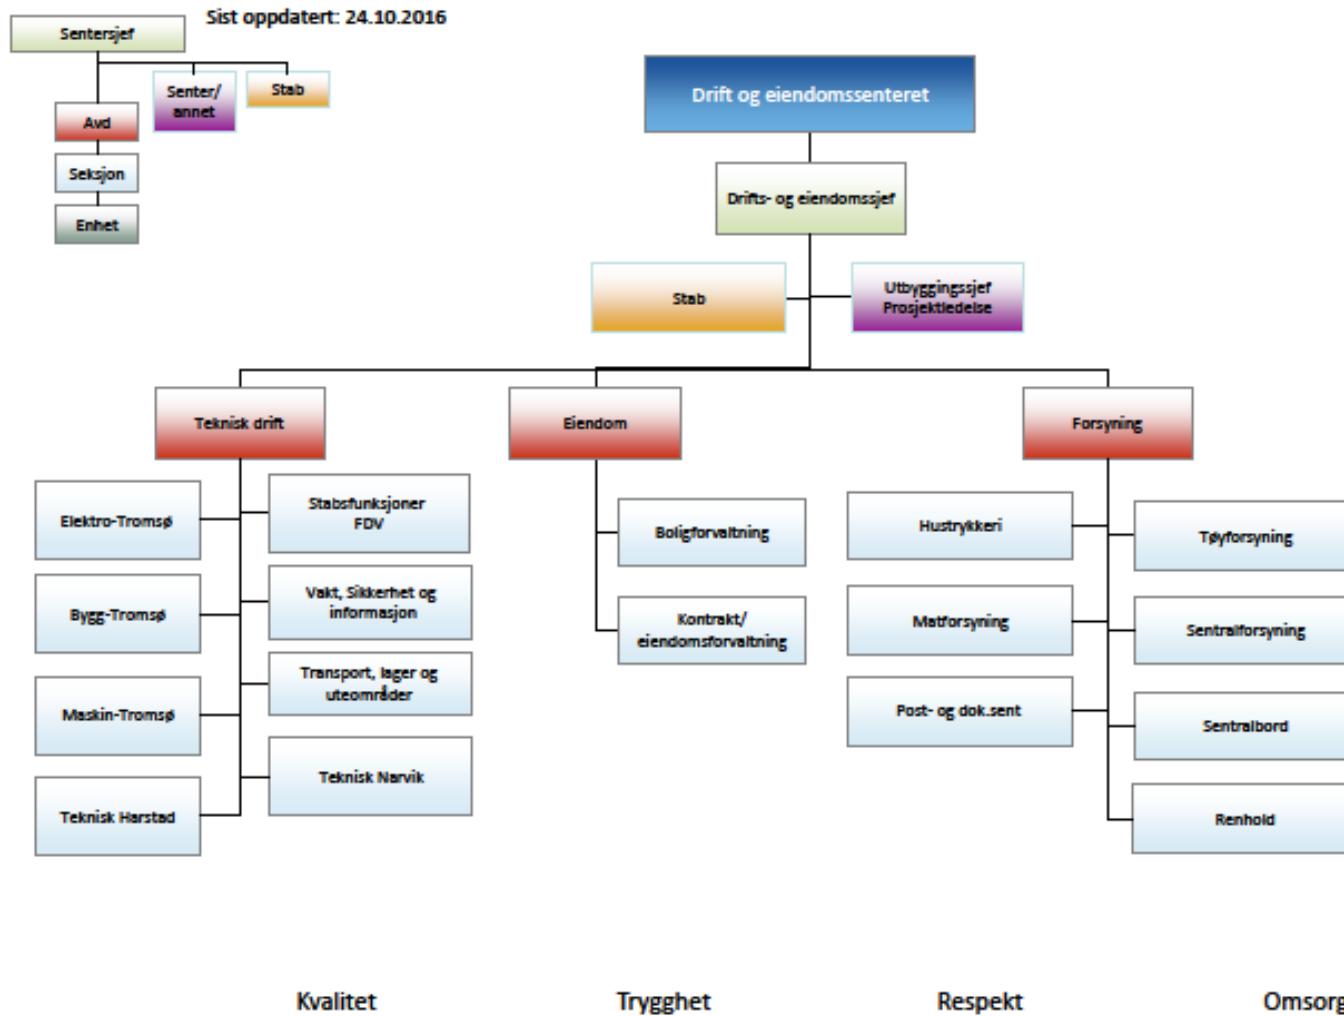 Sist oppdatert: 24.10.2016
Sentersjef
Senter/
annet
Stab
Avd
Seksjon
Enhet
Drift og eiendomssenteret
Drifts- og eiendomssjef
Stab
Utbyggingssjef
Prosjektledelse
Teknisk drift
Eiendom
Forsyning
Elektro-Tromsø
Bygg-Tromsø
Maskin-Tromsø
Teknisk Harstad
Stabsfunksjoner
FDV
Vakt, Sikkerhet og
informasjon
Transport, lager og
uteområder
Teknisk Narvik
Boligforvaltning
Kontrakt/
eiendomsforvaltning
Hustrykkeri
Matforsyning
Post- og dok.sent
Tøyforsyning
Sentralforsyning
Sentralbord
Renhold
Kvalitet
Trygghet
Respekt
Omsorg